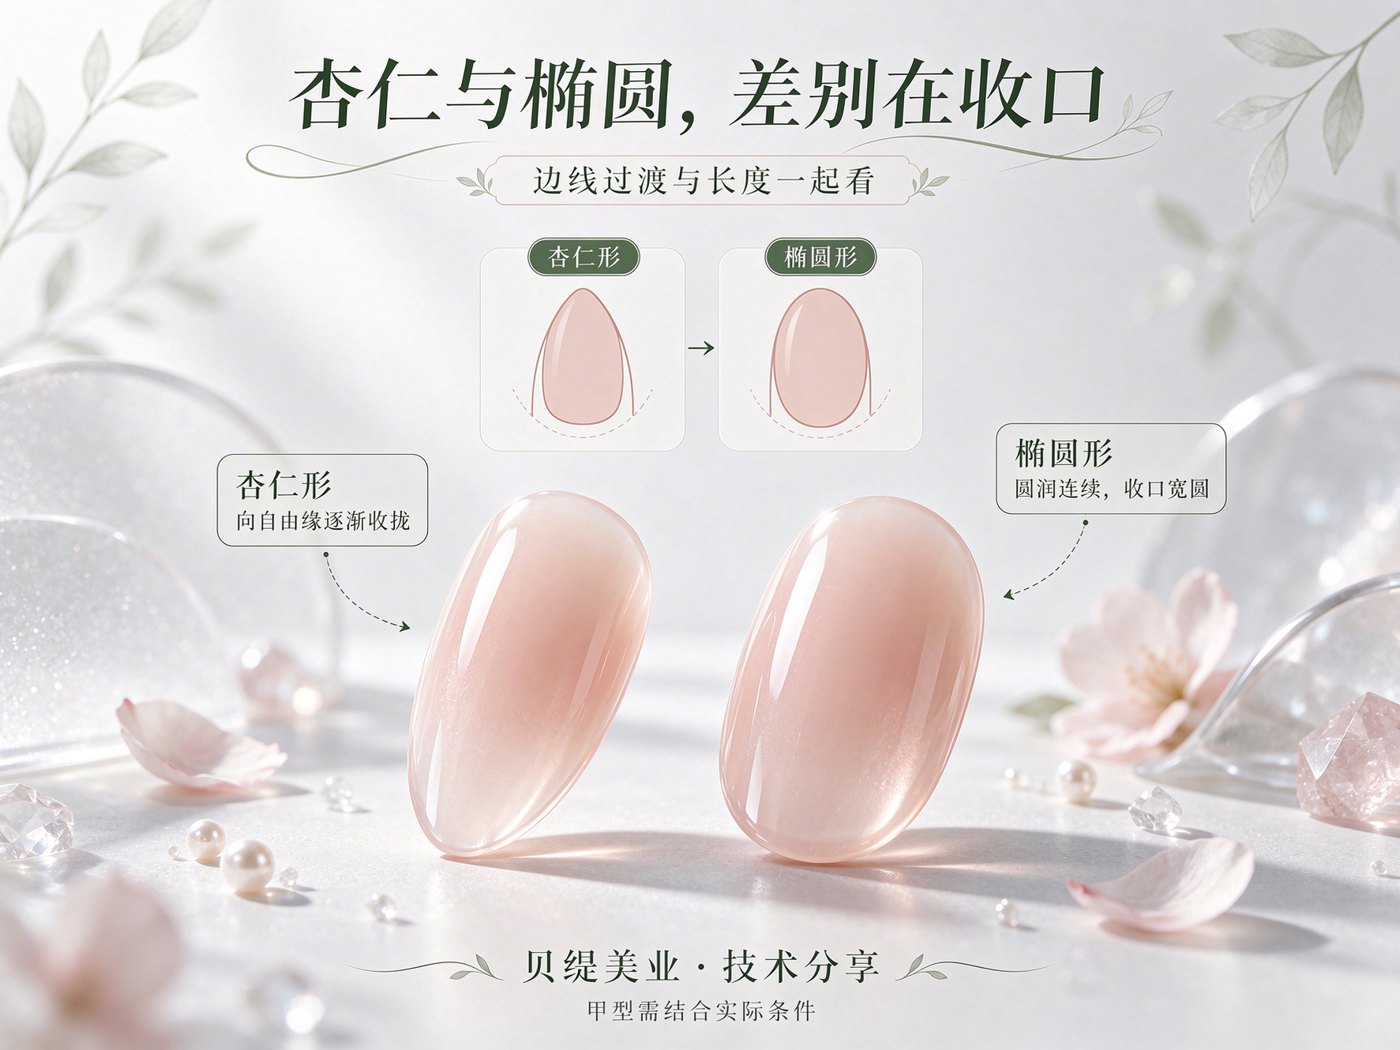 杏仁与椭圆，差别在收口
边线过渡与长度一起看
杏仁形
椭圆形
杏仁形
向自由缘逐渐收拢
椭圆形
圆润连续，收口宽圆
贝缇美业·技术分享
甲型需结合实际条件